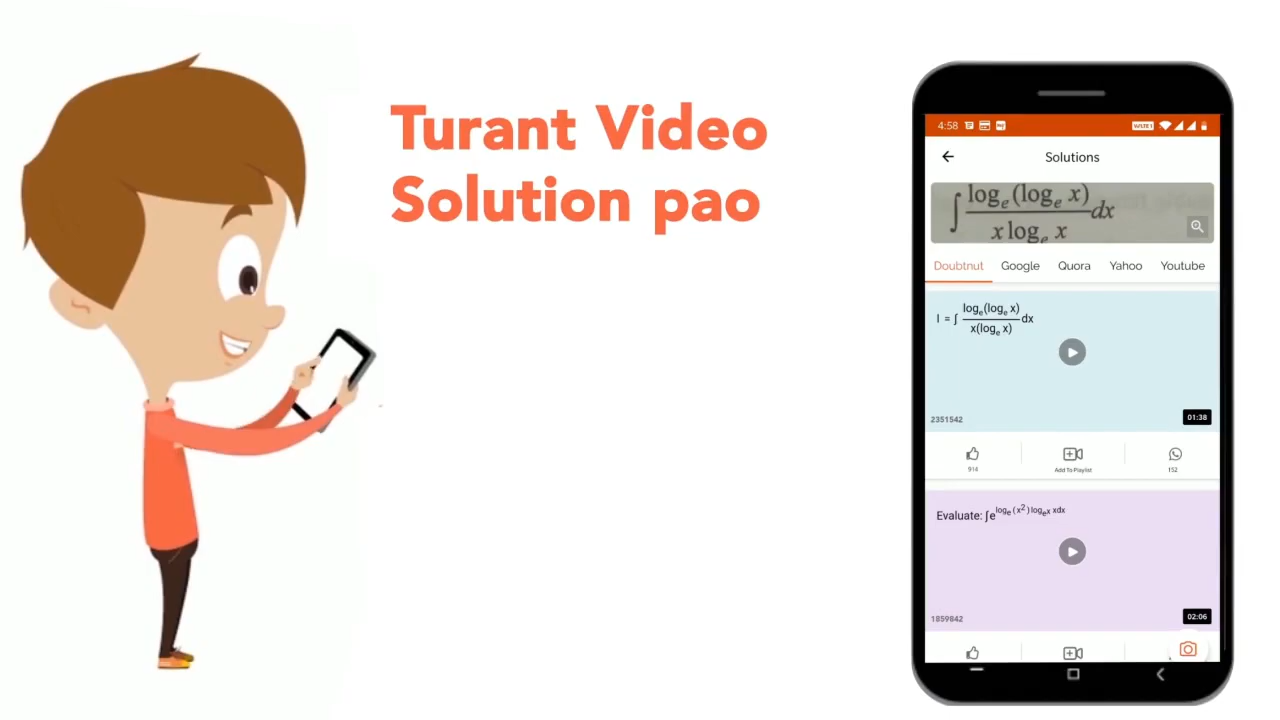 Turant Video
Solution pao
4:58
Solutions
∫ logₑ(logₑ x) / x logₑ x dx
Doubtnut Google Quora Yahoo Youtube
I = ∫ logₑ(logₑ x) / x(logₑ x) dx
2351542 01:38
914 Add To Playlist 152
Evaluate: ∫e^logₑ(x²)logₑx xdx
1859842 02:06